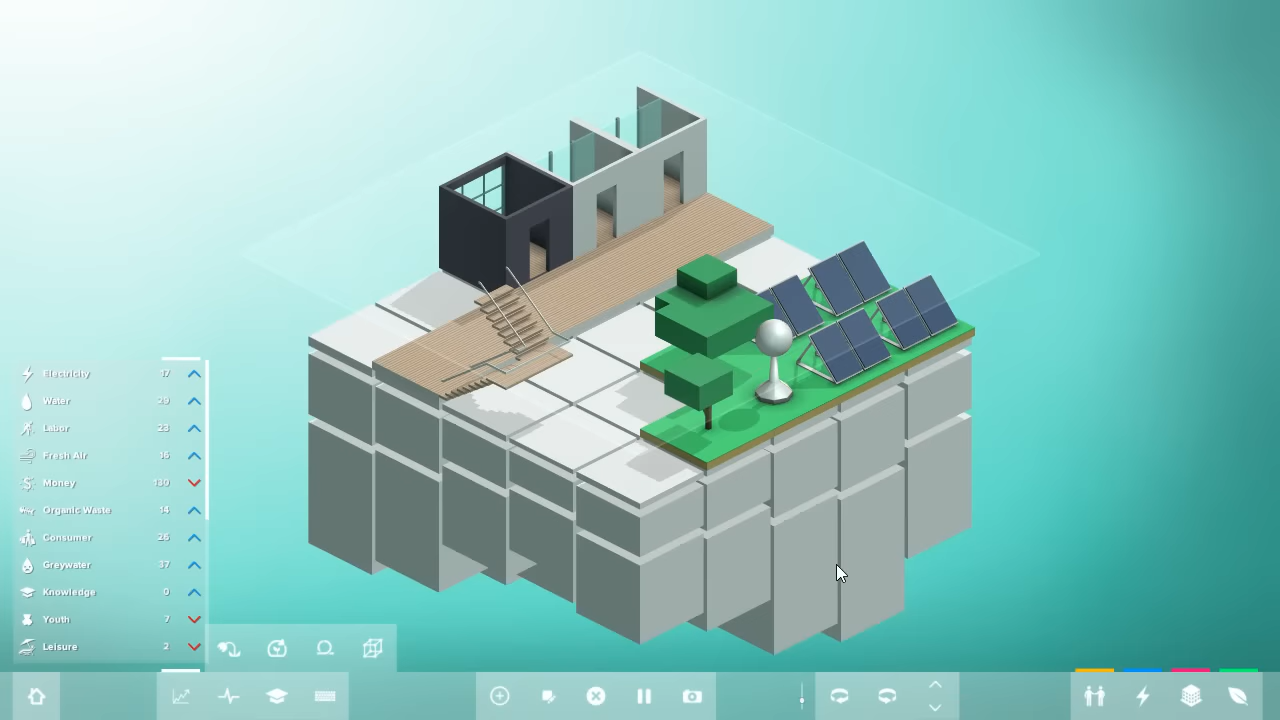 Electricity 17
Water 29
Labor 23
Fresh Air 16
Money 130
Organic Waste 14
Consumer 26
Greywater 37
Knowledge 0
Youth 7
Leisure 2